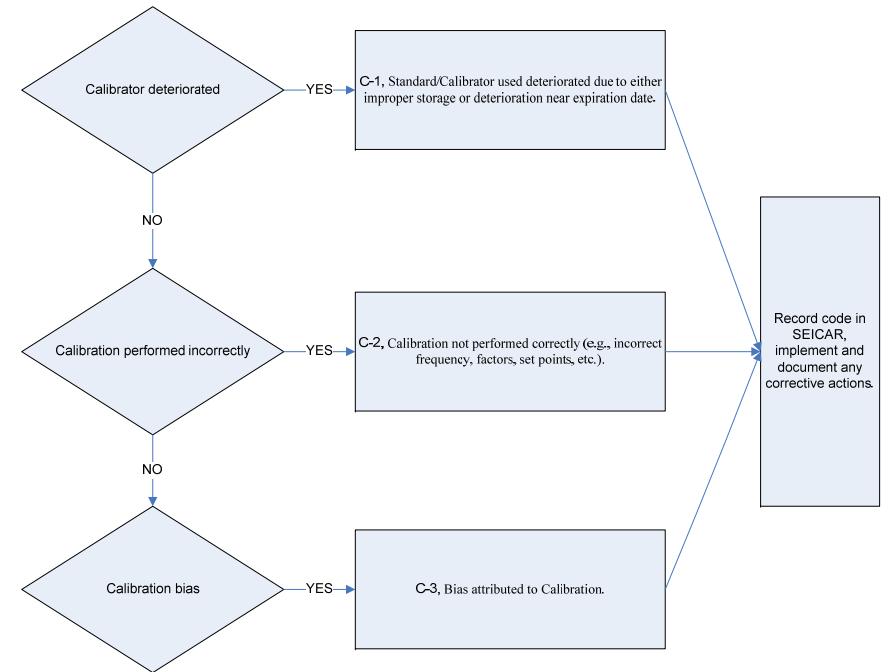 Calibrator deteriorated
YES
C-1, Standard/Calibrator used deteriorated due to either
improper storage or deterioration near expiration date.
NO
Calibration performed incorrectly
YES
C-2, Calibration not performed correctly (e.g., incorrect
frequency, factors, set points, etc.).
Record code in
SEICAR,
implement and
document any
corrective actions.
NO
Calibration bias
YES
C-3, Bias attributed to Calibration.